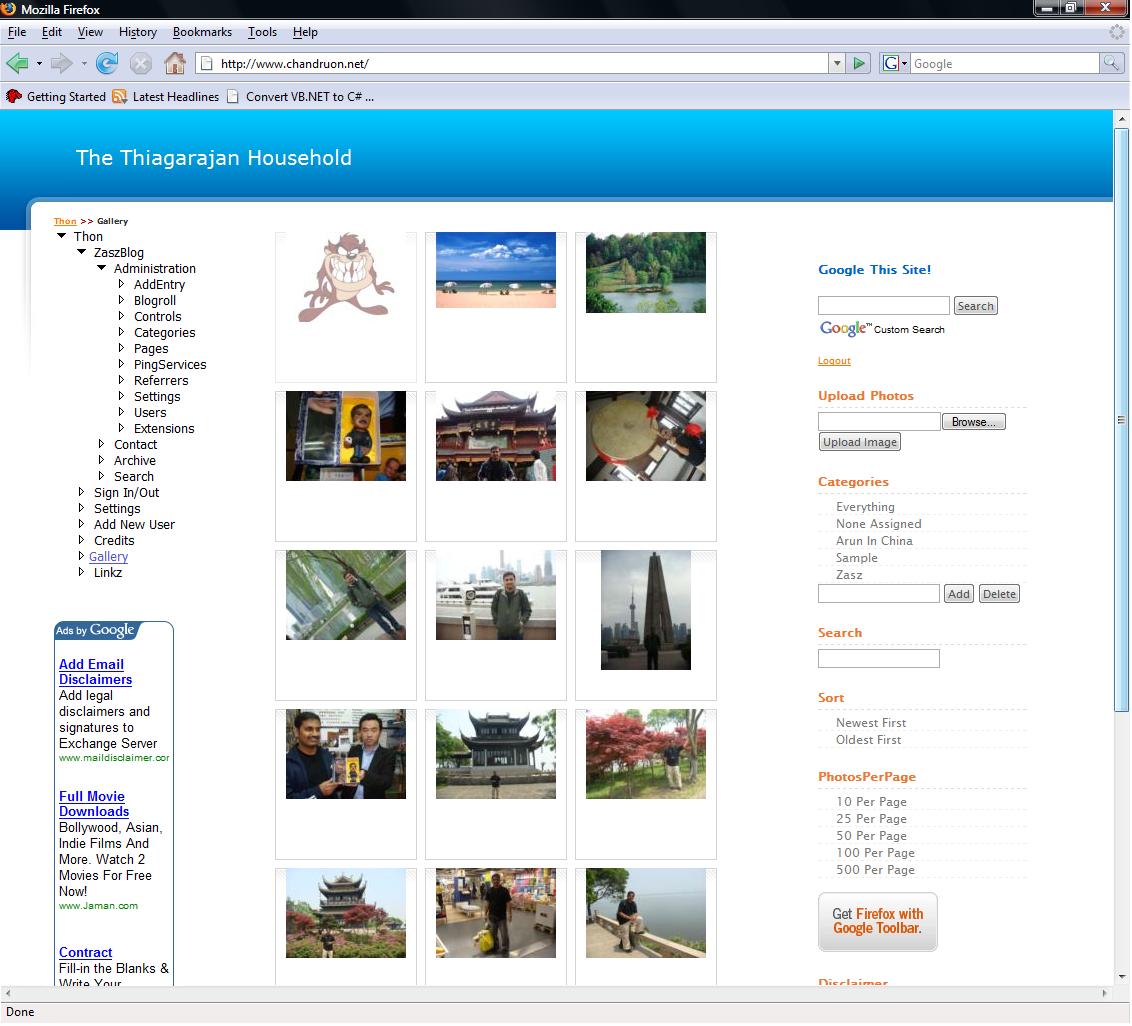 Mozilla Firefox
File Edit View History Bookmarks Tools Help
http://www.chandruon.net/
G Google
Getting Started Latest Headlines Convert VB.NET to C# ...
The Thiagarajan Household
Thon >> Gallery
Thon
ZaszBlog
Administration
AddEntry
Blogroll
Controls
Categories
Pages
PingServices
Referrers
Settings
Users
Extensions
Contact
Archive
Search
Sign In/Out
Settings
Add New User
Credits
Gallery
Linkz
Ads by Google
Add Email
Disclaimers
Add legal
disclaimers and
signatures to
Exchange Server
www.maildisclaimer.cor
Full Movie
Downloads
Bollywood, Asian,
Indie Films And
More. Watch 2
Movies For Free
Now!
www.Jaman.com
Contract
Fill-in the Blanks &
Write Your
Google This Site!
Search
Google™ Custom Search
Logout
Upload Photos
Browse...
Upload Image
Categories
Everything
None Assigned
Arun In China
Sample
Zasz
Add Delete
Search
Sort
Newest First
Oldest First
PhotosPerPage
10 Per Page
25 Per Page
50 Per Page
100 Per Page
500 Per Page
Get Firefox with
Google Toolbar.
Disclaimer
Done